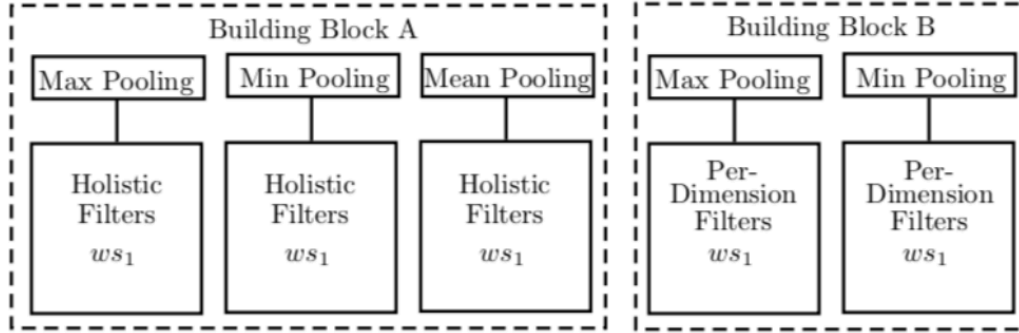 Building Block A
Max Pooling
Min Pooling
Mean Pooling
Holistic
Filters
ws₁
Holistic
Filters
ws₁
Holistic
Filters
ws₁
Building Block B
Max Pooling
Min Pooling
Per-
Dimension
Filters
ws₁
Per-
Dimension
Filters
ws₁